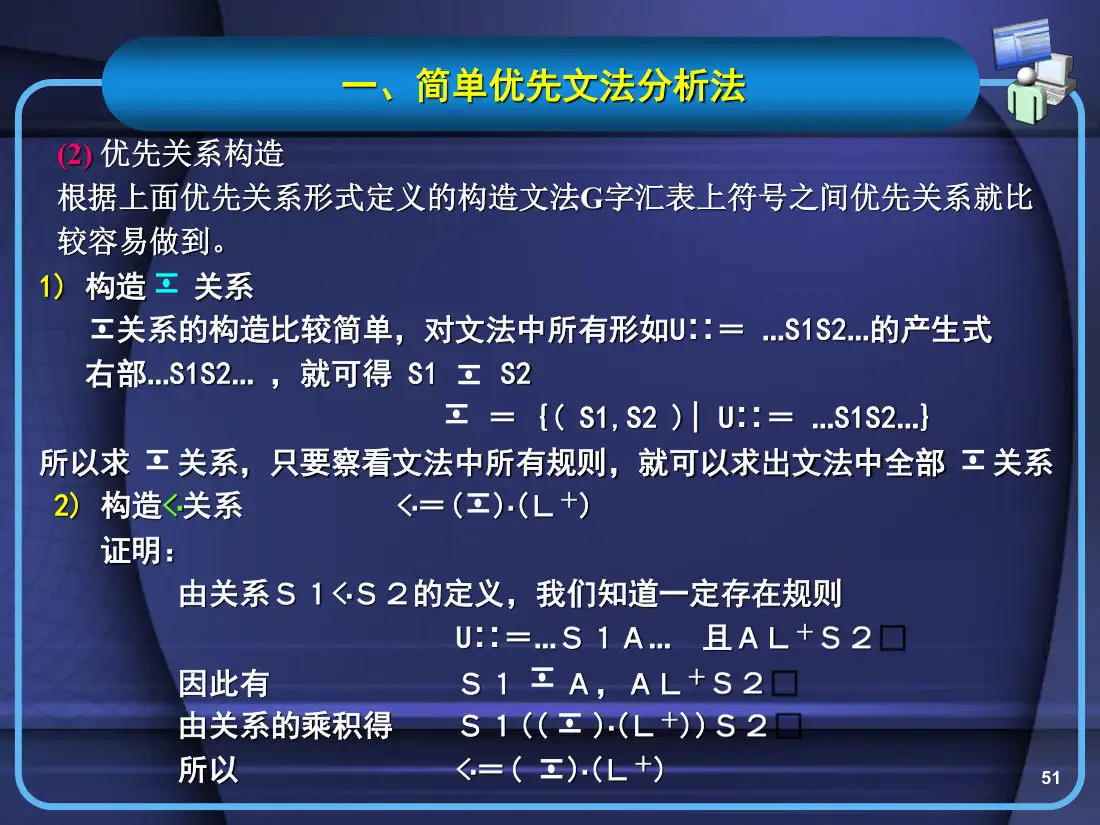 一、简单优先文法分析法
(2) 优先关系构造
根据上面优先关系形式定义的构造文法G字汇表上符号之间优先关系就比
较容易做到。
1) 构造 ≖ 关系
≖关系的构造比较简单，对文法中所有形如U∷＝ …S1S2…的产生式
右部…S1S2… ，就可得 S1 ≖ S2
≖ ＝ {( S1,S2 )| U∷＝ …S1S2…}
所以求 ≖ 关系，只要察看文法中所有规则，就可以求出文法中全部 ≖ 关系
2) 构造⋖关系 ⋖＝(≖)·(Ｌ＋)
证明：
由关系Ｓ１⋖Ｓ２的定义，我们知道一定存在规则
U∷＝…Ｓ１Ａ… 且ＡＬ＋Ｓ２□
因此有 Ｓ１ ≖ Ａ，ＡＬ＋Ｓ２□
由关系的乘积得 Ｓ１((≖)·(Ｌ＋))Ｓ２□
所以 ⋖＝( ≖)·(Ｌ＋)
51